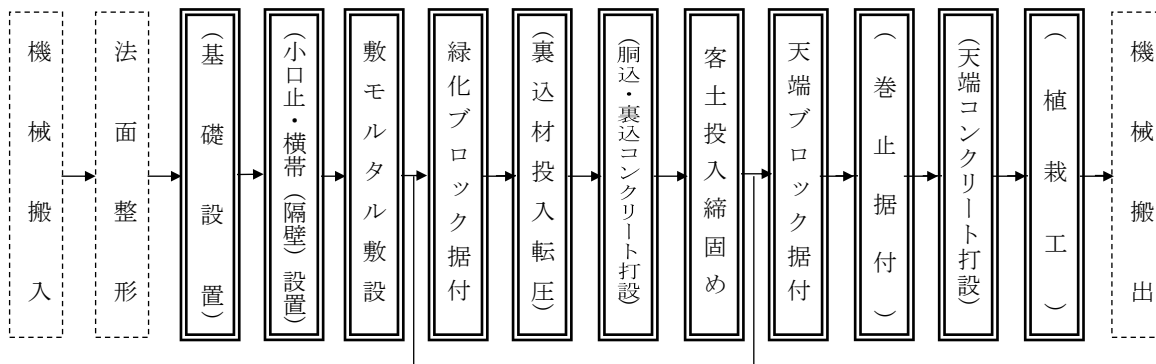 機械搬入
法面整形
（基礎設置）
（小口止・横帯（隔壁）設置）
敷モルタル敷設
緑化ブロック据付
（裏込材投入転圧）
（胴込・裏込コンクリート打設）
客土投入締固め
天端ブロック据付
（巻止据付）
（天端コンクリート打設）
（植栽工）
機械搬出